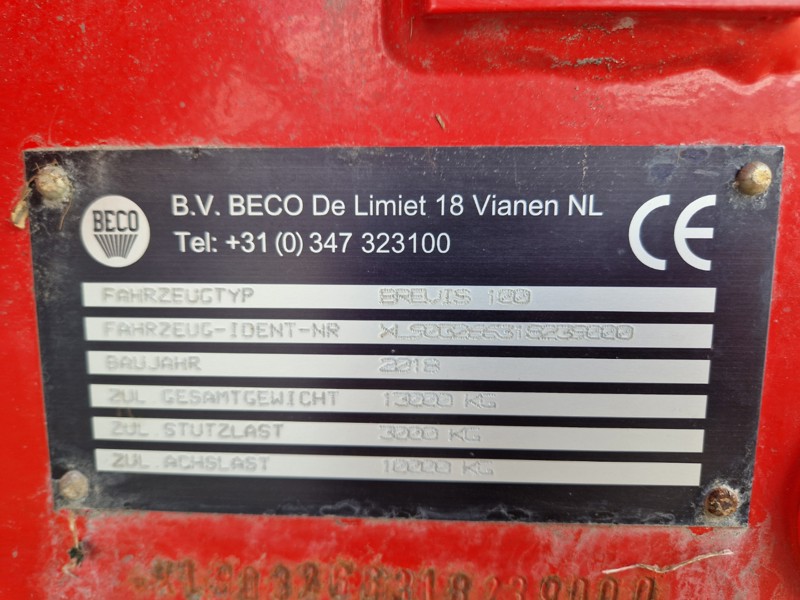 BECO
B.V. BECO De Limiet 18 Vianen NL
Tel: +31 (0) 347 323100
CE
FAHRZEUGTYP BREVIS 100
FAHRZEUG-IDENT-NR
BAUJAHR 2018
ZUL GESAMTGEWICHT 13000 KG
ZUL STUTZLAST 3000 KG
ZUL ACHSLAST 10000 KG